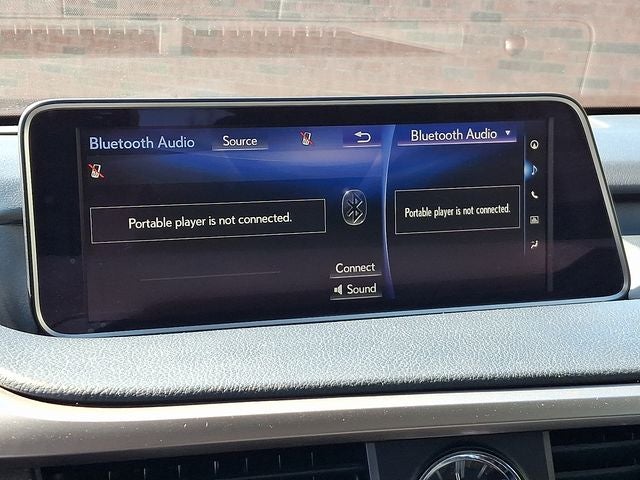 Bluetooth Audio
Source
Bluetooth Audio
Portable player is not connected.
Portable player is not connected.
Connect
Sound